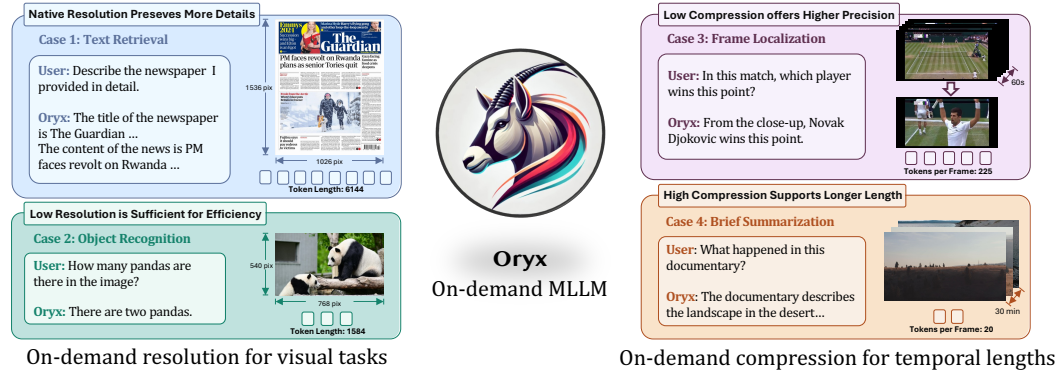 Native Resolution Preseves More Details
Case 1: Text Retrieval
User: Describe the newspaper I
provided in detail.
Oryx: The title of the newspaper
is The Guardian ...
The content of the news is PM
faces revolt on Rwanda ...
1536 pix
Emmys
2024
The
Guardian
PM faces revolt on Rwanda
plans as senior Tories quit
1026 pix
Token Length: 6144
Low Resolution is Sufficient for Efficiency
Case 2: Object Recognition
User: How many pandas are
there in the image?
Oryx: There are two pandas.
540 pix
768 pix
Token Length: 1584
On-demand resolution for visual tasks
Oryx
On-demand MLLM
Low Compression offers Higher Precision
Case 3: Frame Localization
User: In this match, which player
wins this point?
Oryx: From the close-up, Novak
Djokovic wins this point.
60s
Tokens per Frame: 225
High Compression Supports Longer Length
Case 4: Brief Summarization
User: What happened in this
documentary?
Oryx: The documentary describes
the landscape in the desert...
30 min
Tokens per Frame: 20
On-demand compression for temporal lengths